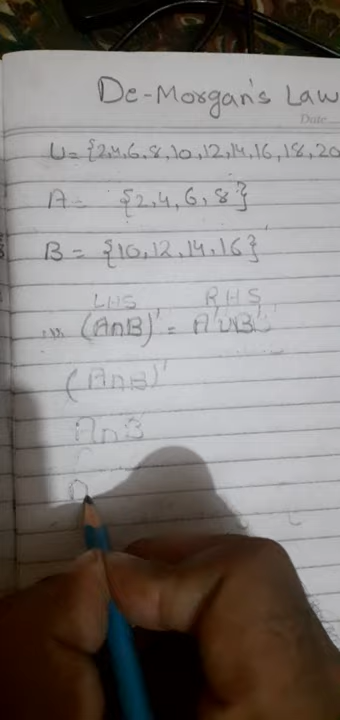 De-Morgan's Law
Date
U= {2,4,6,8,10,12,14,16,18,20
A= {2,4,6,8}
B = {10,12,14,16}
LHS RHS
(A∩B)' = A'∪B'
(A∩B)'
A∩B